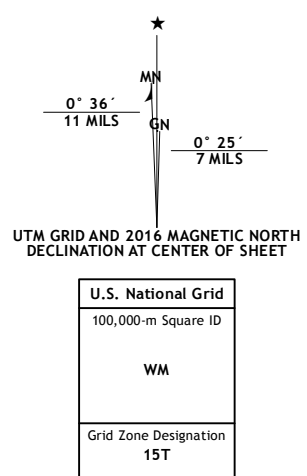 ★
MN
0° 36´
11 MILS
GN
0° 25´
7 MILS
UTM GRID AND 2016 MAGNETIC NORTH
DECLINATION AT CENTER OF SHEET
U.S. National Grid
100,000-m Square ID
WM
Grid Zone Designation
15T